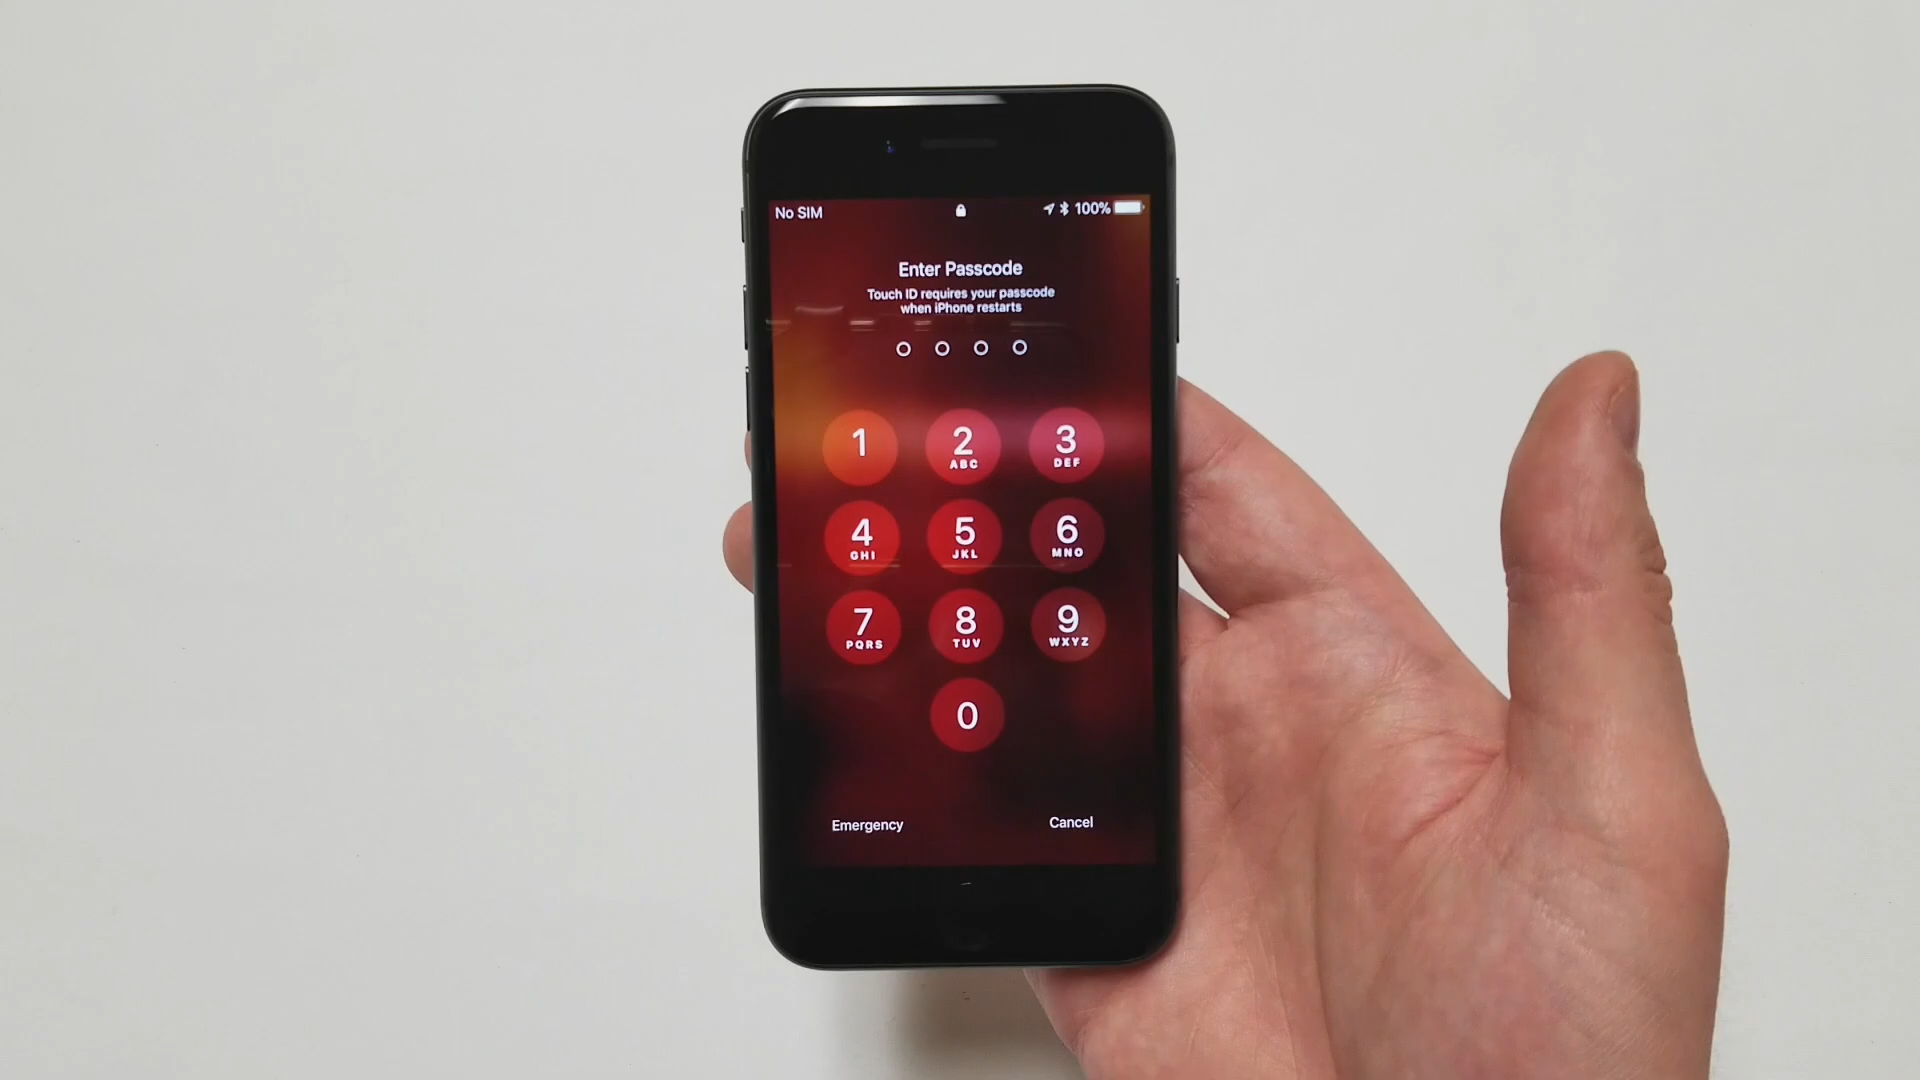 No SIM 100%
Enter Passcode
Touch ID requires your passcode
when iPhone restarts
1 2 3
ABC DEF
4 5 6
GHI JKL MNO
7 8 9
PQRS TUV WXYZ
0
Emergency Cancel